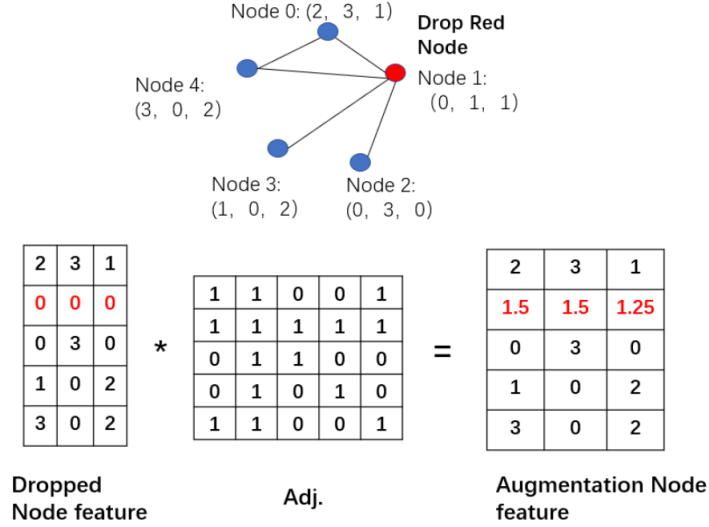 Node 0: (2, 3, 1)
Drop Red
Node
Node 1:
(0, 1, 1)
Node 4:
(3, 0, 2)
Node 3:
(1, 0, 2)
Node 2:
(0, 3, 0)
2 3 1
0 0 0
0 3 0
1 0 2
3 0 2
*
1 1 0 0 1
1 1 1 1 1
0 1 1 0 0
0 1 0 1 0
1 1 0 0 1
=
2 3 1
1.5 1.5 1.25
0 3 0
1 0 2
3 0 2
Dropped
Node feature
Adj.
Augmentation Node
feature